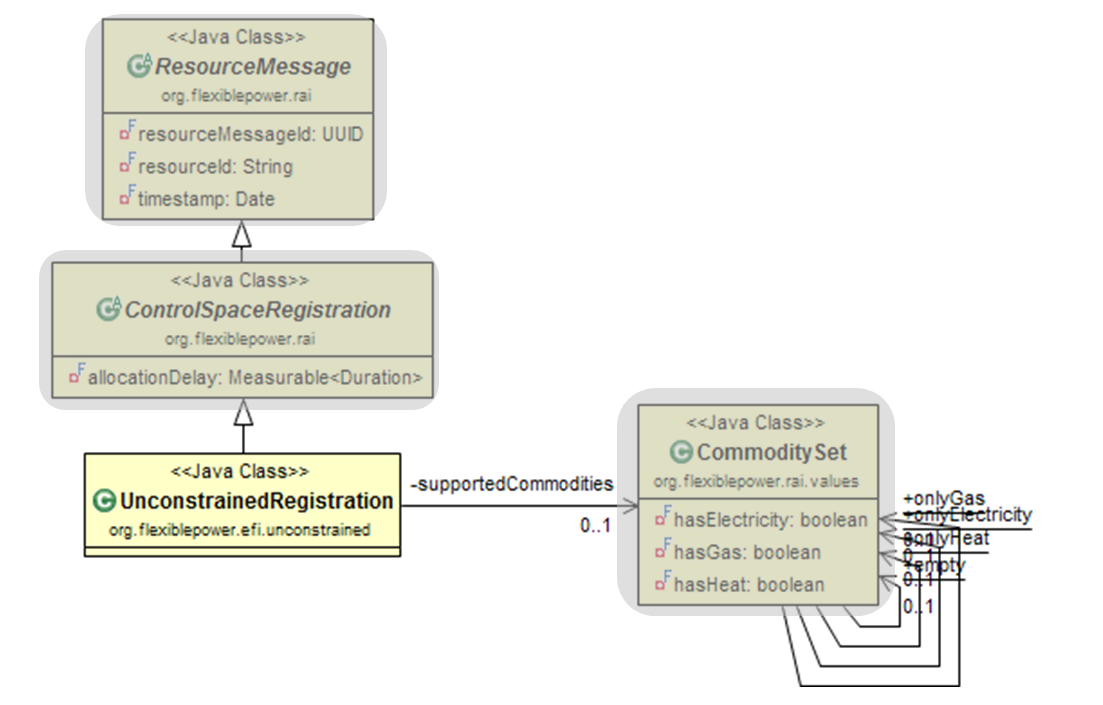 <<Java Class>>
ResourceMessage
org.flexiblepower.rai
resourceMessageId: UUID
resourceId: String
timestamp: Date
<<Java Class>>
ControlSpaceRegistration
org.flexiblepower.rai
allocationDelay: Measurable<Duration>
<<Java Class>>
UnconstrainedRegistration
org.flexiblepower.efi.unconstrained
-supportedCommodities
0..1
<<Java Class>>
CommoditySet
org.flexiblepower.rai.values
hasElectricity: boolean
hasGas: boolean
hasHeat: boolean
+onlyGas
+onlyElectricity
+onlyHeat
0..1
+empty
0..1
0..1